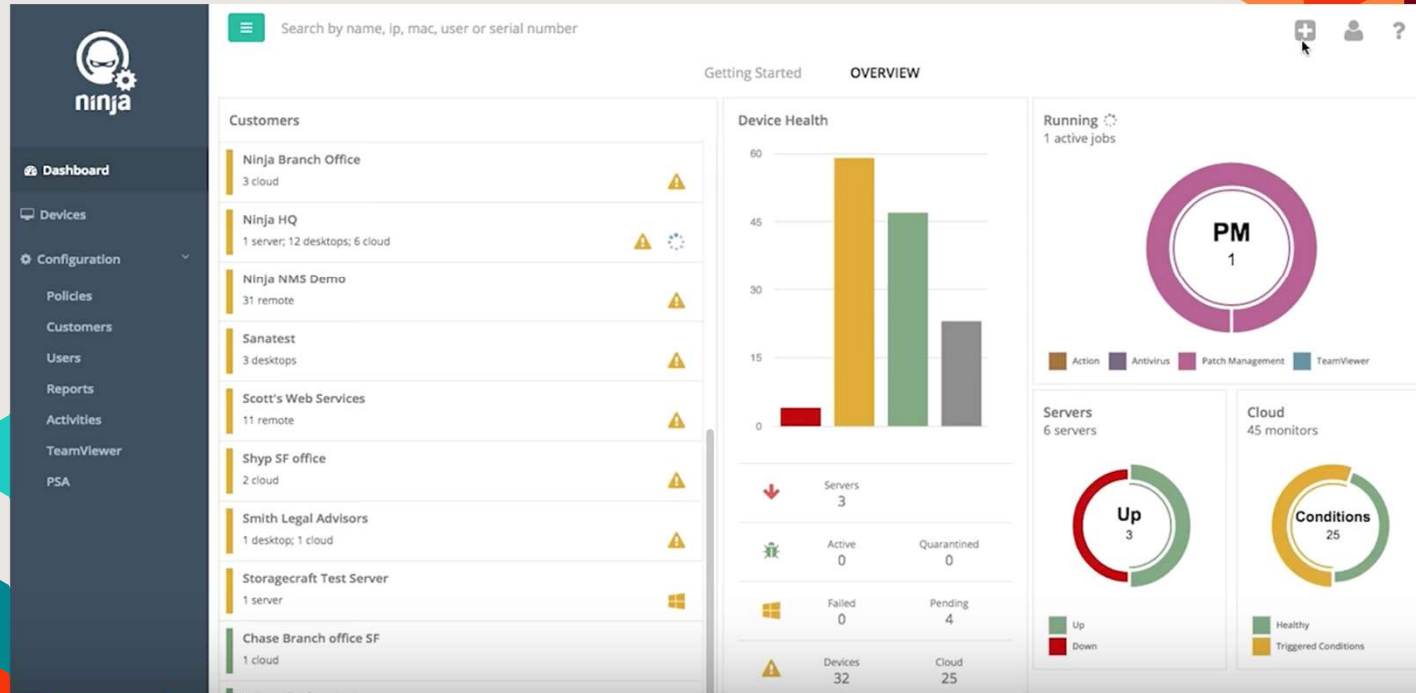 ninja
Search by name, ip, mac, user or serial number
?
Getting Started
OVERVIEW
Dashboard
Devices
Configuration
Policies
Customers
Users
Reports
Activities
TeamViewer
PSA
Customers
Ninja Branch Office
3 cloud
Ninja HQ
1 server; 12 desktops; 6 cloud
Ninja NMS Demo
31 remote
Sanatest
3 desktops
Scott's Web Services
11 remote
Shyp SF office
2 cloud
Smith Legal Advisors
1 desktop; 1 cloud
Storagecraft Test Server
1 server
Chase Branch office SF
1 cloud
Device Health
60
45
30
15
0
Servers
3
Active Quarantined
0 0
Failed Pending
0 4
Devices Cloud
32 25
Running
1 active jobs
PM
1
Action Antivirus Patch Management TeamViewer
Servers
6 servers
Up
3
Up
Down
Cloud
45 monitors
Conditions
25
Healthy
Triggered Conditions